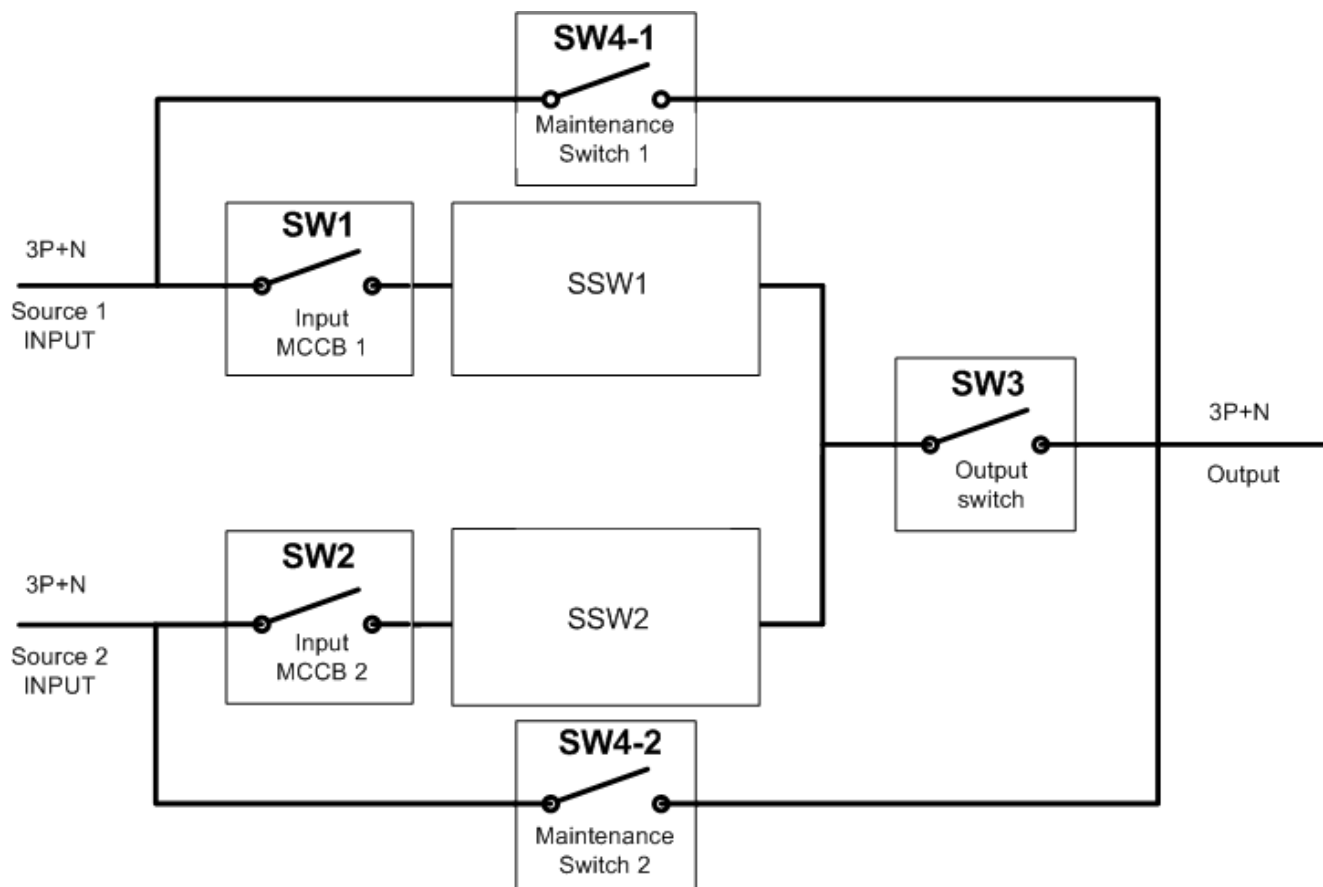 SW4-1
Maintenance
Switch 1
3P+N
Source 1
INPUT
SW1
Input
MCCB 1
SSW1
SW3
Output
switch
3P+N
Output
3P+N
Source 2
INPUT
SW2
Input
MCCB 2
SSW2
SW4-2
Maintenance
Switch 2